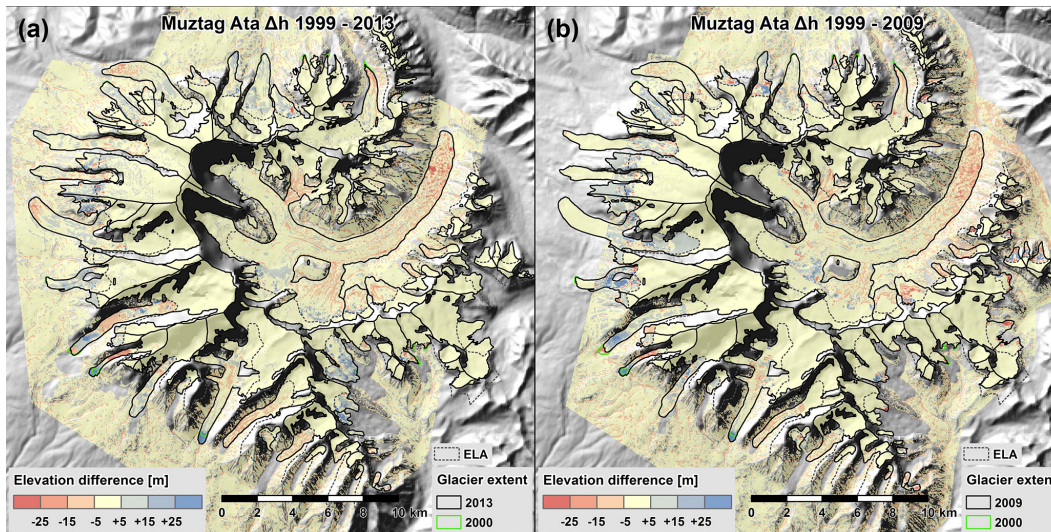 (a)
Muztag Ata Δh 1999 - 2013
Elevation difference [m]
-25 -15 -5 +5 +15 +25
0 2 4 6 8 10 km
ELA
Glacier extent
2013
2000
(b)
Muztag Ata Δh 1999 - 2009
Elevation difference [m]
-25 -15 -5 +5 +15 +25
0 2 4 6 8 10 km
ELA
Glacier extent
2009
2000